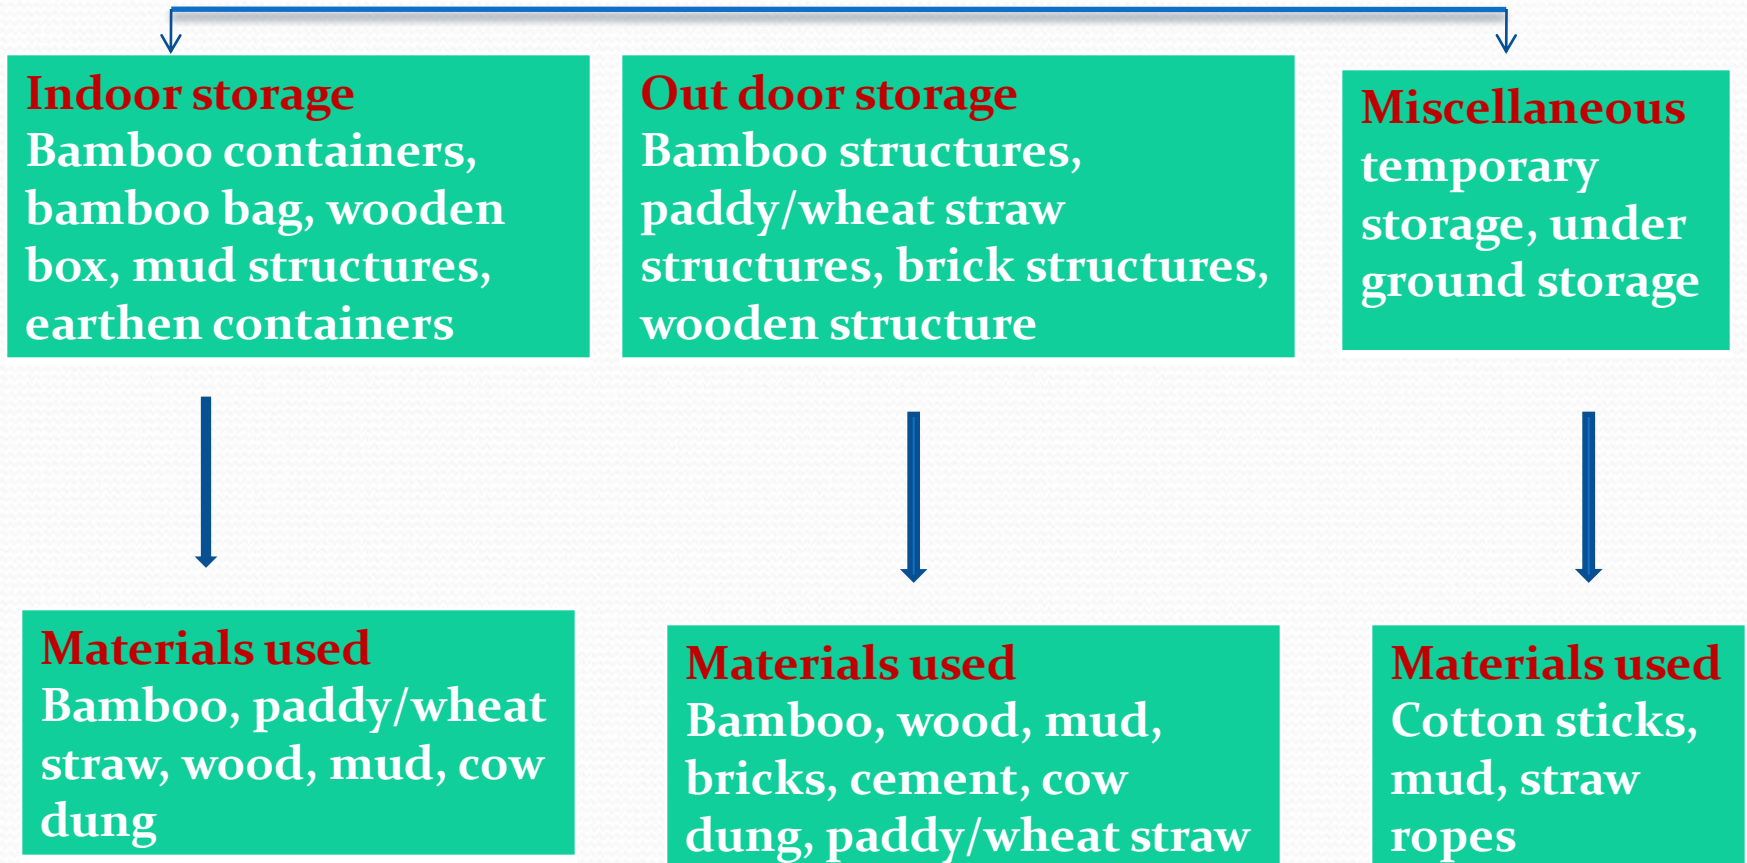 Indoor storage
Bamboo containers,
bamboo bag, wooden
box, mud structures,
earthen containers
Out door storage
Bamboo structures,
paddy/wheat straw
structures, brick structures,
wooden structure
Miscellaneous
temporary
storage, under
ground storage
Materials used
Bamboo, paddy/wheat
straw, wood, mud, cow
dung
Materials used
Bamboo, wood, mud,
bricks, cement, cow
dung, paddy/wheat straw
Materials used
Cotton sticks,
mud, straw
ropes